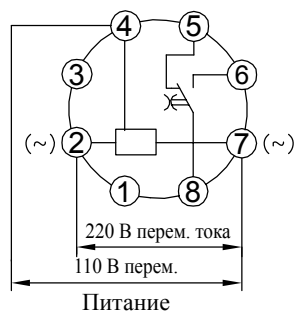 4 5
3 6
(~) 2 7 (~)
1 8
220 В перем. тока
110 В перем.
Питание